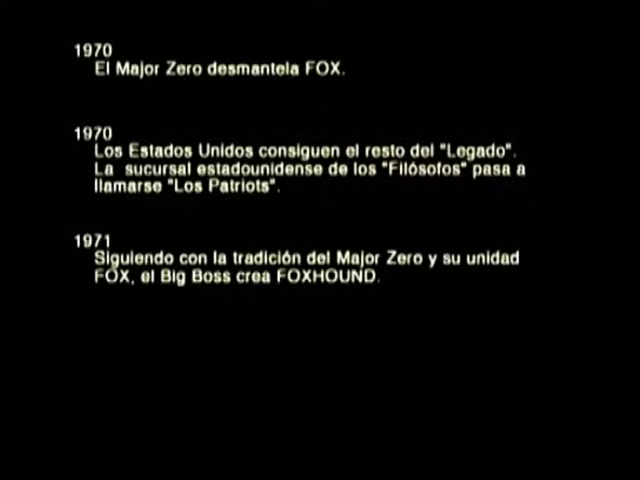 1970
El Major Zero desmantela FOX.
1970
Los Estados Unidos consiguen el resto del "Legado".
La sucursal estadounidense de los "Filósofos" pasa a
llamarse "Los Patriots".
1971
Siguiendo con la tradición del Major Zero y su unidad
FOX, el Big Boss crea FOXHOUND.